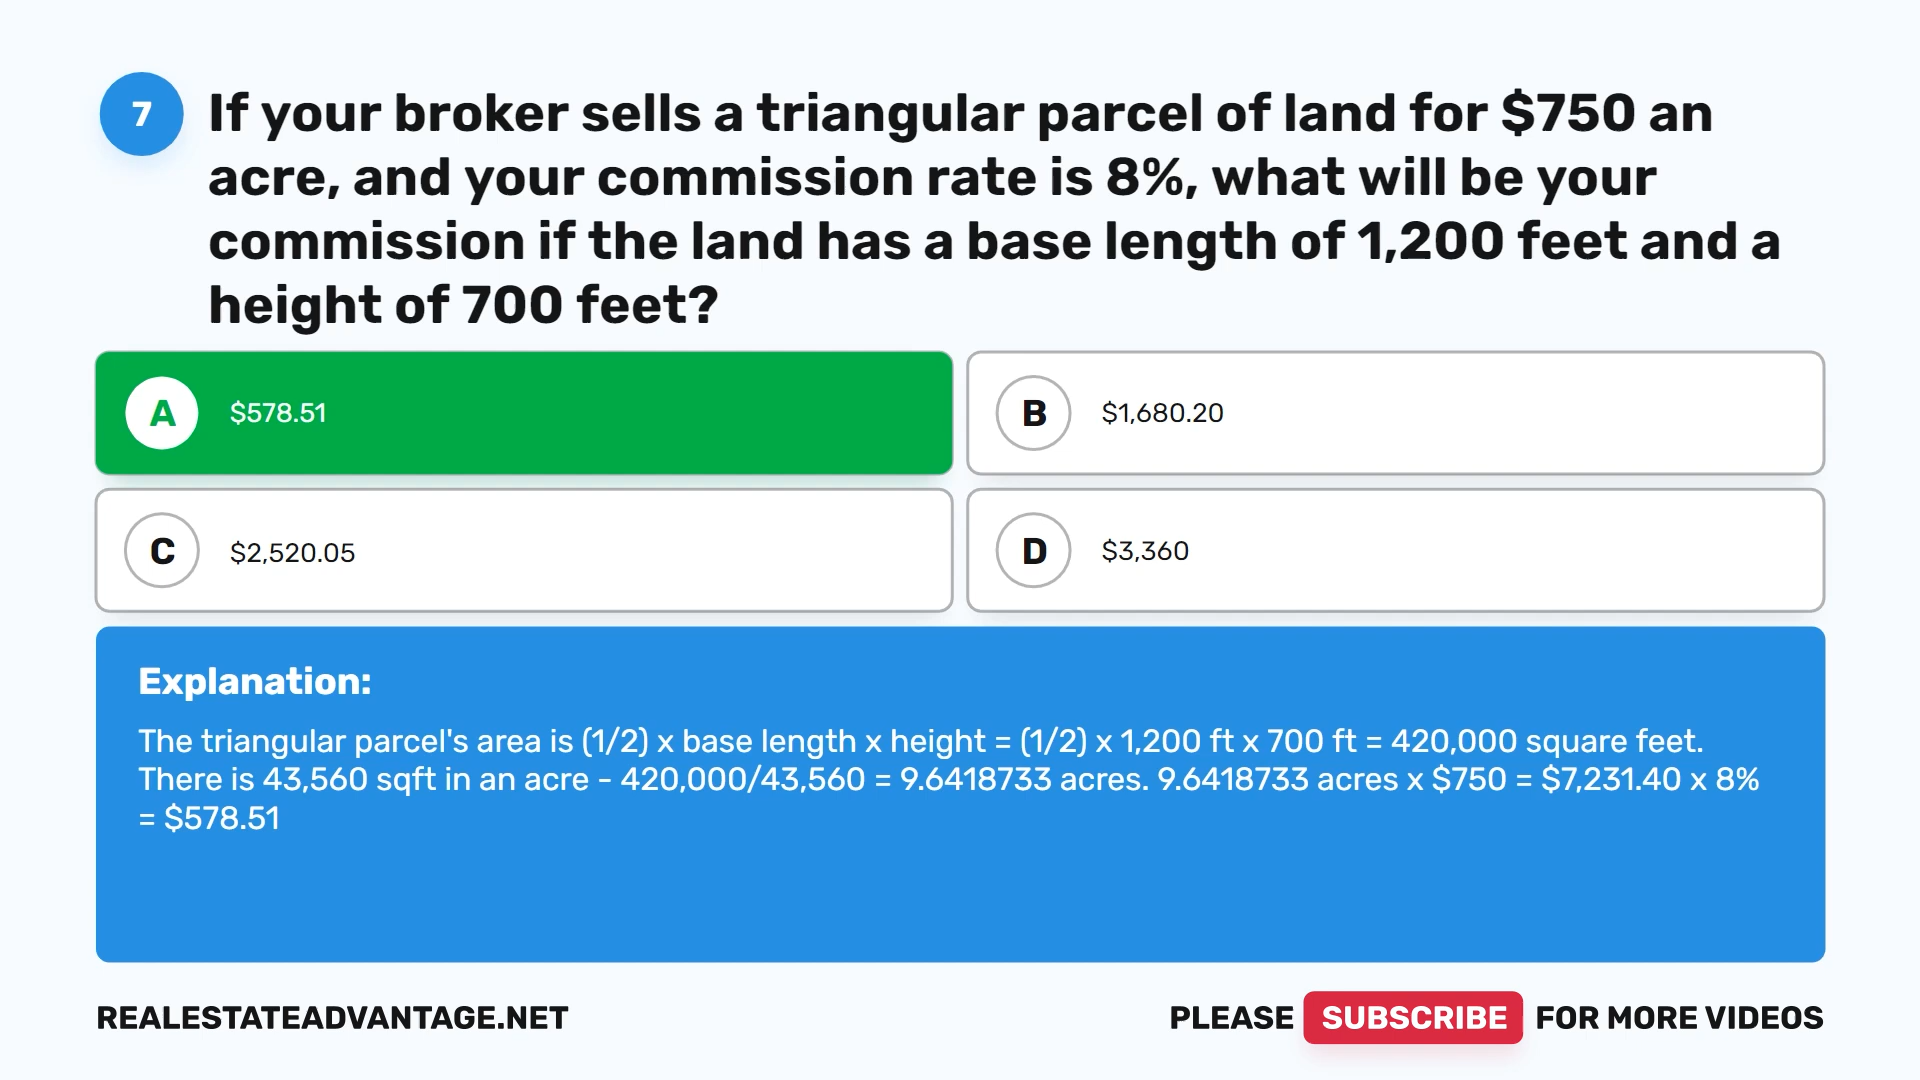 7
If your broker sells a triangular parcel of land for $750 an
acre, and your commission rate is 8%, what will be your
commission if the land has a base length of 1,200 feet and a
height of 700 feet?
A $578.51
B $1,680.20
C $2,520.05
D $3,360
Explanation:
The triangular parcel's area is (1/2) x base length x height = (1/2) x 1,200 ft x 700 ft = 420,000 square feet.
There is 43,560 sqft in an acre - 420,000/43,560 = 9.6418733 acres. 9.6418733 acres x $750 = $7,231.40 x 8%
= $578.51
REALESTATEADVANTAGE.NET
PLEASE SUBSCRIBE FOR MORE VIDEOS